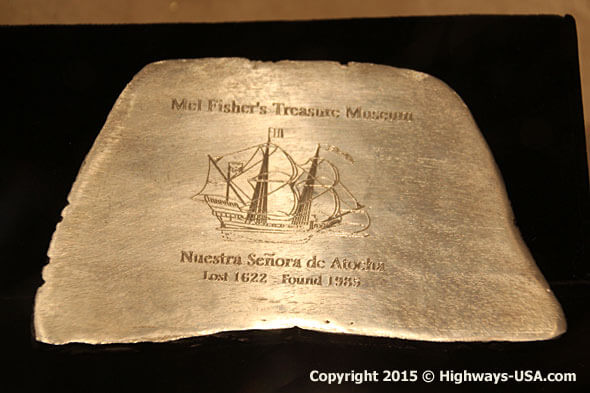 Mel Fisher's Treasure Museum
Nuestra Señora de Atocha
Lost 1622 - Found 1985
Copyright 2015 © Highways-USA.com